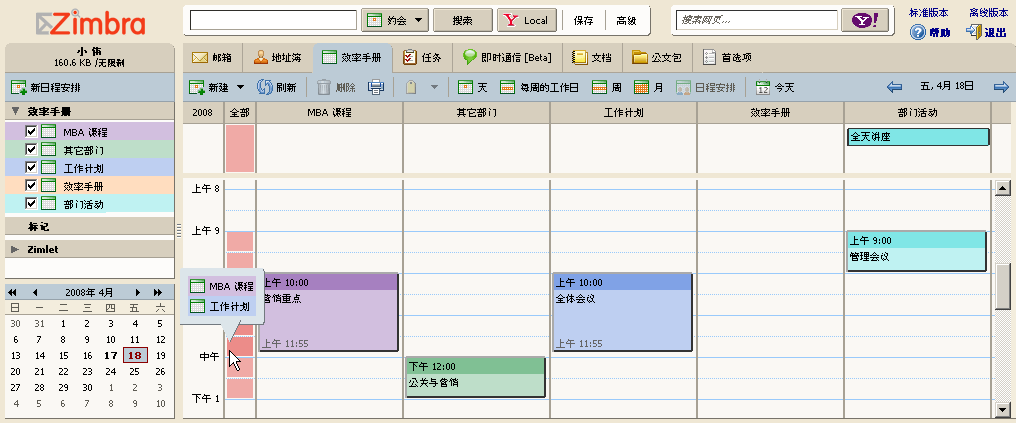 Zimbra
约会
搜索
Y! Local
保存
高级
搜索网页...
Y!
标准版本
离线版本
帮助
退出
小 伟
160.6 KB /无限制
邮箱
地址簿
效率手册
任务
即时通信 [Beta]
文档
公文包
首选项
新日程安排
新建
刷新
删除
天
每周的工作日
周
月
日程安排
今天
五, 4月 18日
效率手册
MBA 课程
其它部门
工作计划
效率手册
部门活动
标记
Zimlet
2008年 4月
日 一 二 三 四 五 六
30 31 1 2 3 4 5
6 7 8 9 10 11 12
13 14 15 16 17 18 19
20 21 22 23 24 25 26
27 28 29 30 1 2 3
4 5 6 7 8 9 10
2008 全部 MBA 课程 其它部门 工作计划 效率手册 部门活动
全天讲座
上午 8
上午 9
中午
下午 1
MBA 课程
工作计划
上午 10:00
营销重点
上午 11:55
下午 12:00
公关与营销
上午 10:00
全体会议
上午 11:55
上午 9:00
管理会议